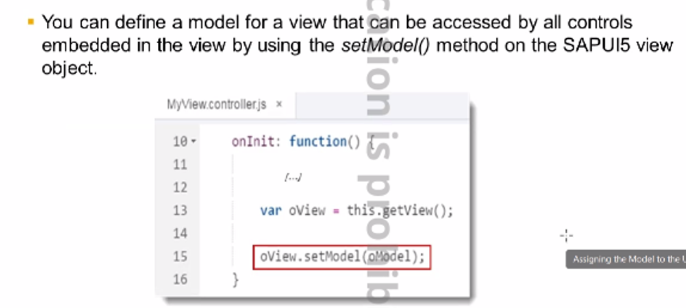 ▪ You can define a model for a view that can be accessed by all controls
embedded in the view by using the setModel() method on the SAPUI5 view
object.
MyView.controller.js ×
10 onInit: function() {
11
12 /…/
13 var oView = this.getView();
14
15 oView.setModel(oModel);
16 }
cation is prohib
Assigning the Model to the U